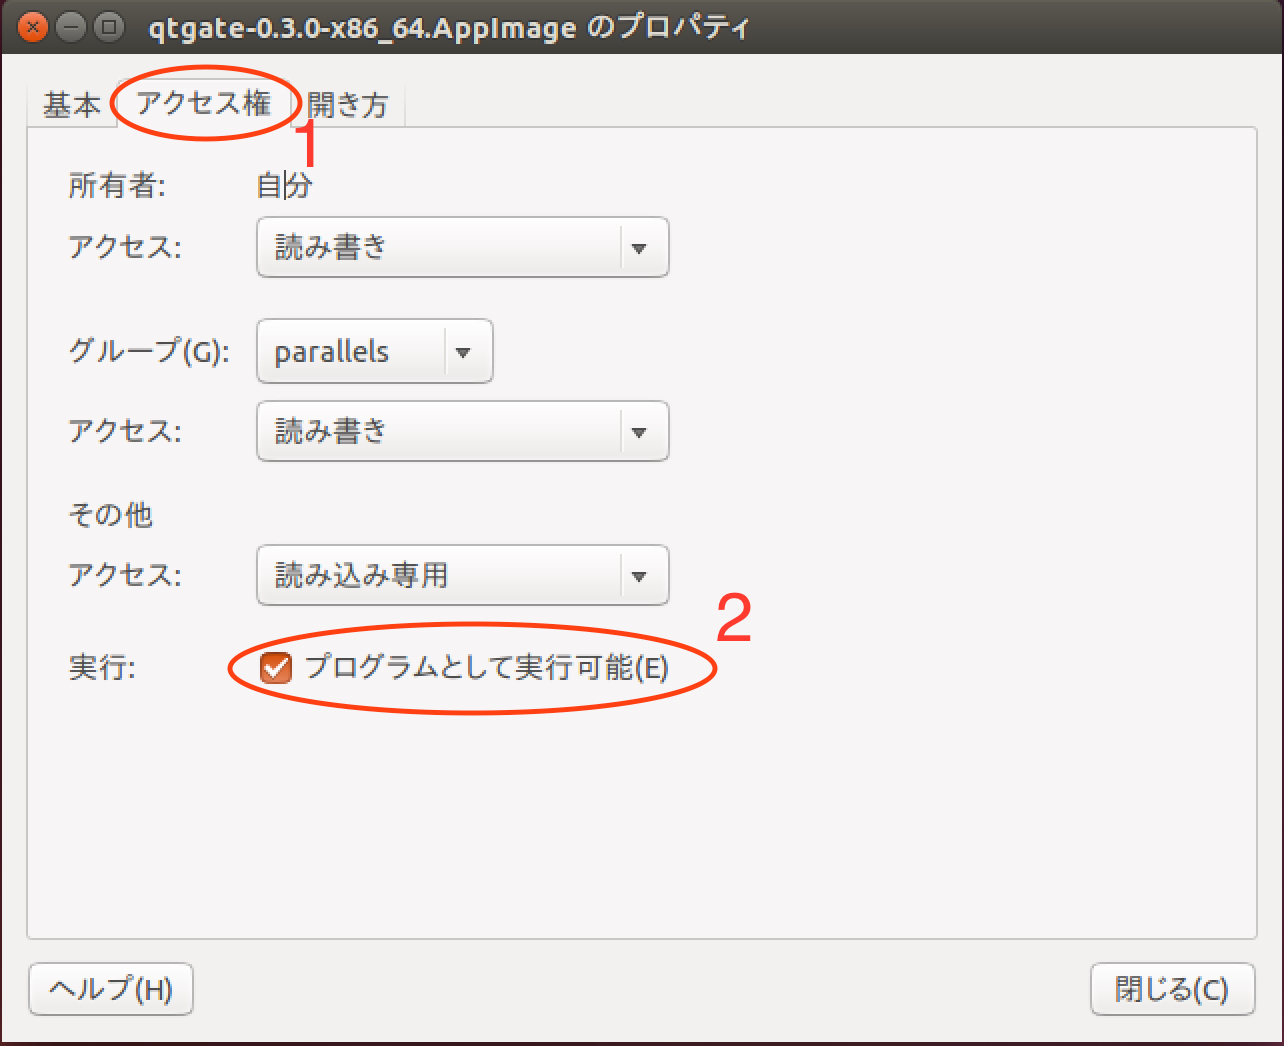 qtgate-0.3.0-x86_64.AppImage のプロパティ
基本 アクセス権 開き方
1
所有者: 自分
アクセス: 読み書き
グループ(G): parallels
アクセス: 読み書き
その他
アクセス: 読み込み専用
2
実行: プログラムとして実行可能(E)
ヘルプ(H) 閉じる(C)